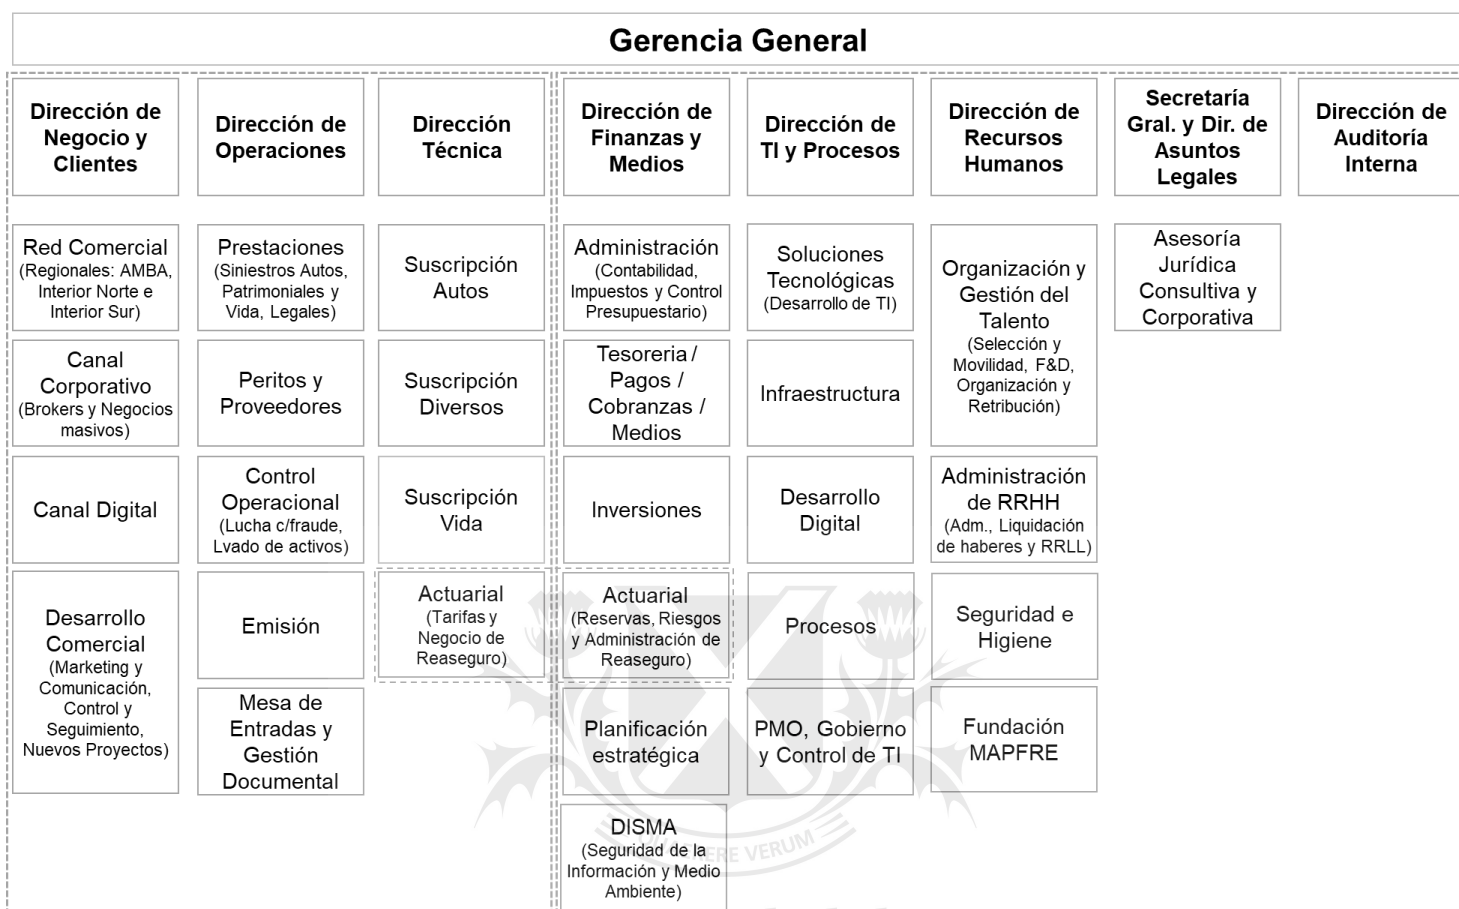 Gerencia General
Dirección de
Negocio y
Clientes
Dirección de
Operaciones
Dirección
Técnica
Dirección de
Finanzas y
Medios
Dirección de
TI y Procesos
Dirección de
Recursos
Humanos
Secretaría
Gral. y Dir. de
Asuntos
Legales
Dirección de
Auditoría
Interna
Red Comercial
(Regionales: AMBA,
Interior Norte e
Interior Sur)
Canal
Corporativo
(Brokers y Negocios
masivos)
Canal Digital
Desarrollo
Comercial
(Marketing y
Comunicación,
Control y
Seguimiento,
Nuevos Proyectos)
Prestaciones
(Siniestros Autos,
Patrimoniales y
Vida, Legales)
Peritos y
Proveedores
Control
Operacional
(Lucha c/fraude,
Lvado de activos)
Emisión
Mesa de
Entradas y
Gestión
Documental
Suscripción
Autos
Suscripción
Diversos
Suscripción
Vida
Actuarial
(Tarifas y
Negocio de
Reaseguro)
Administración
(Contabilidad,
Impuestos y Control
Presupuestario)
Tesoreria /
Pagos /
Cobranzas /
Medios
Inversiones
Actuarial
(Reservas, Riesgos
y Administración de
Reaseguro)
Planificación
estratégica
DISMA
(Seguridad de la
Información y Medio
Ambiente)
Soluciones
Tecnológicas
(Desarrollo de TI)
Infraestructura
Desarrollo
Digital
Procesos
PMO, Gobierno
y Control de TI
Organización y
Gestión del
Talento
(Selección y
Movilidad, F&D,
Organización y
Retribución)
Administración
de RRHH
(Adm., Liquidación
de haberes y RRLL)
Seguridad e
Higiene
Fundación
MAPFRE
Asesoría
Jurídica
Consultiva y
Corporativa
VERUM